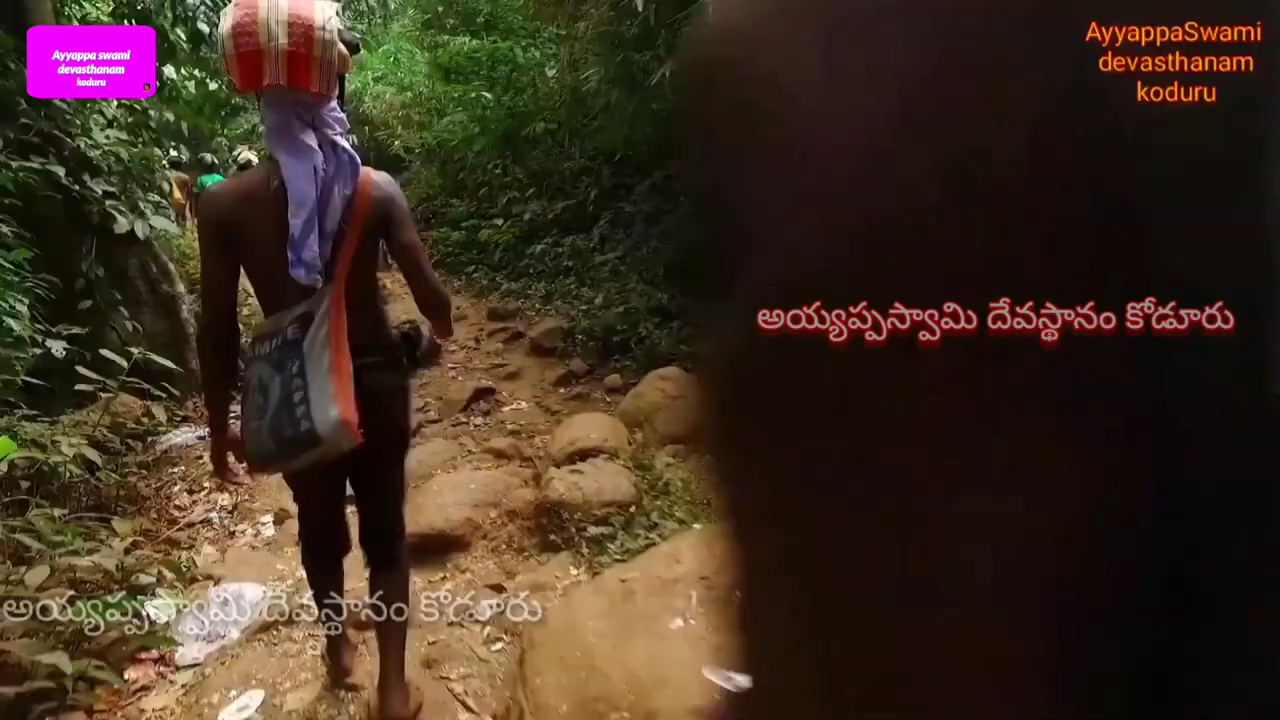 Ayyappa swami
devasthanam
koduru
AyyappaSwami
devasthanam
koduru
అయ్యప్పస్వామి దేవస్థానం కోడూరు
అయ్యప్పస్వామి దేవస్థానం కోడూరు